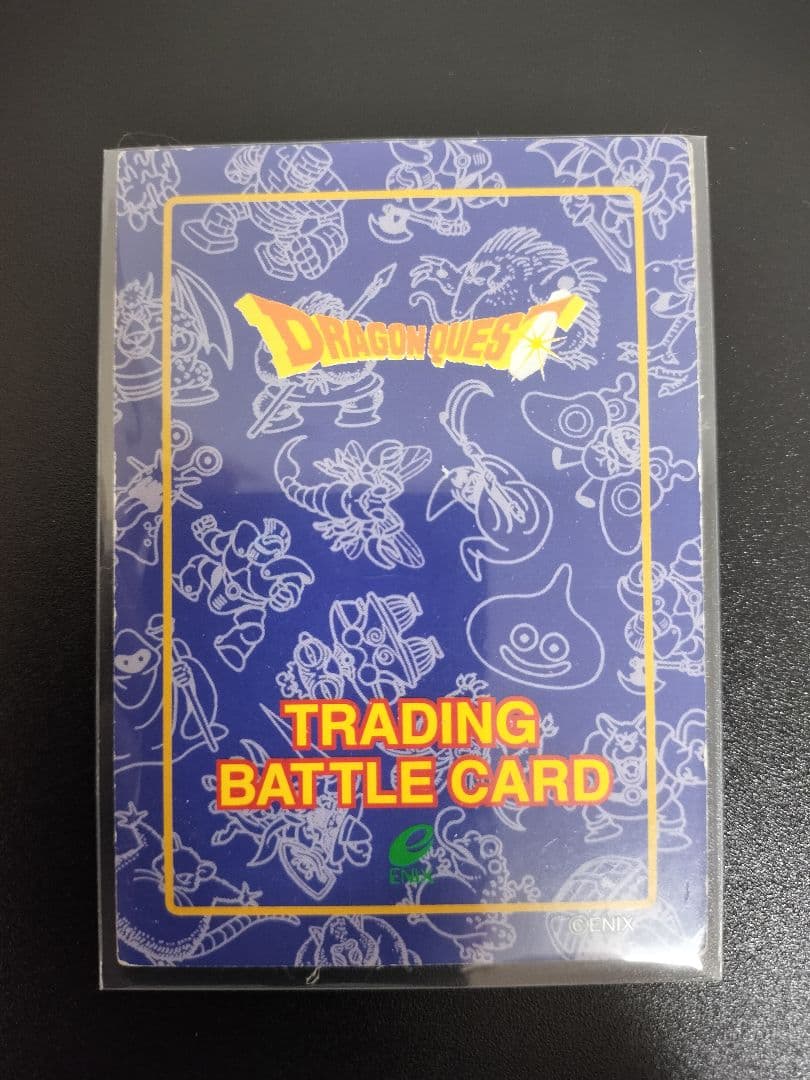 DRAGON QUEST
TRADING
BATTLE CARD
ENIX
©ENIX